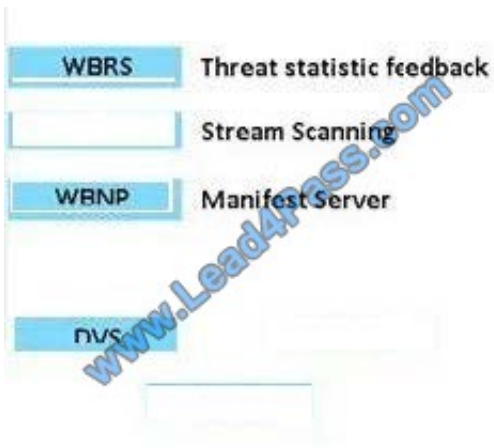 WBRS Threat statistic feedback
Stream Scanning
WBNP Manifest Server
DVS
www.Lead4Pass.com